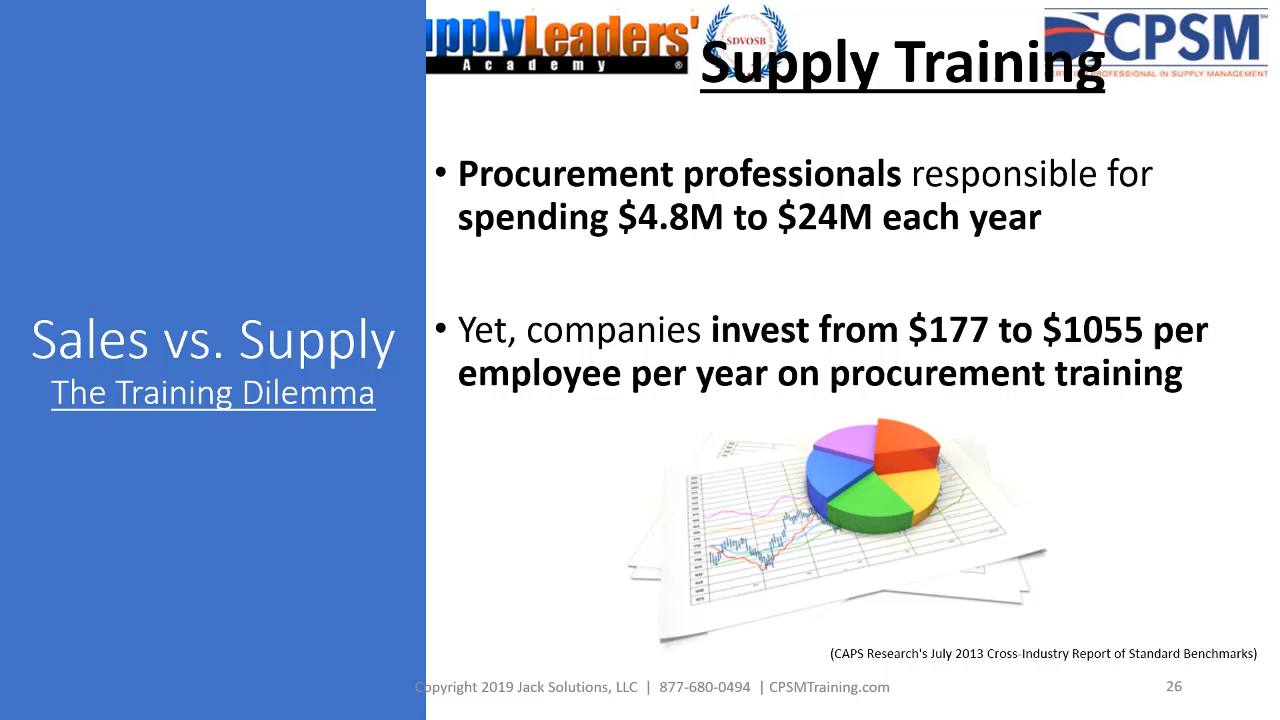 upplyLeaders'
Academy ®
SDVOSB
CPSM
PROFESSIONAL IN SUPPLY MANAGEMENT
Supply Training
• Procurement professionals responsible for
spending $4.8M to $24M each year
Sales vs. Supply
The Training Dilemma
• Yet, companies invest from $177 to $1055 per
employee per year on procurement training
(CAPS Research's July 2013 Cross-Industry Report of Standard Benchmarks)
Copyright 2019 Jack Solutions, LLC | 877-680-0494 | CPSMTraining.com
26